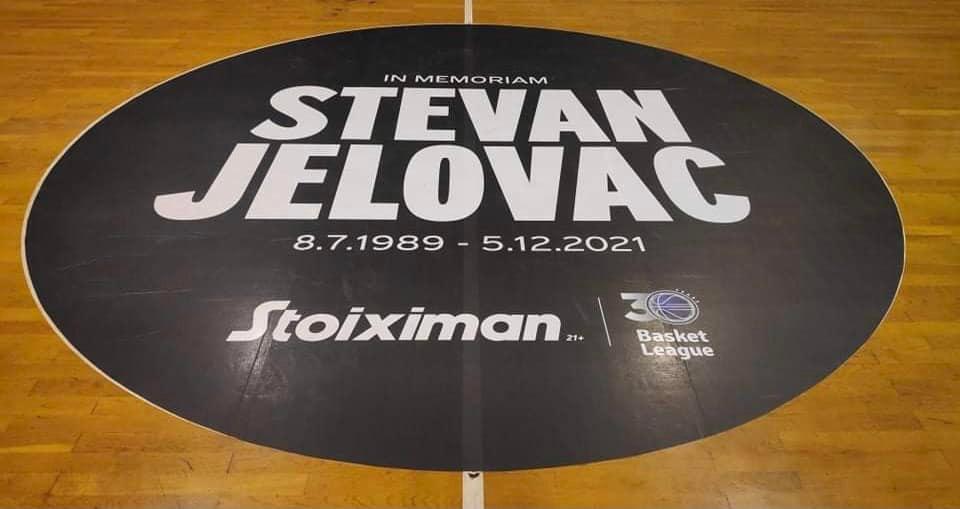 IN MEMORIAM
STEVAN
JELOVAC
8.7.1989 - 5.12.2021
Stoiximan 21+
30
Basket
League